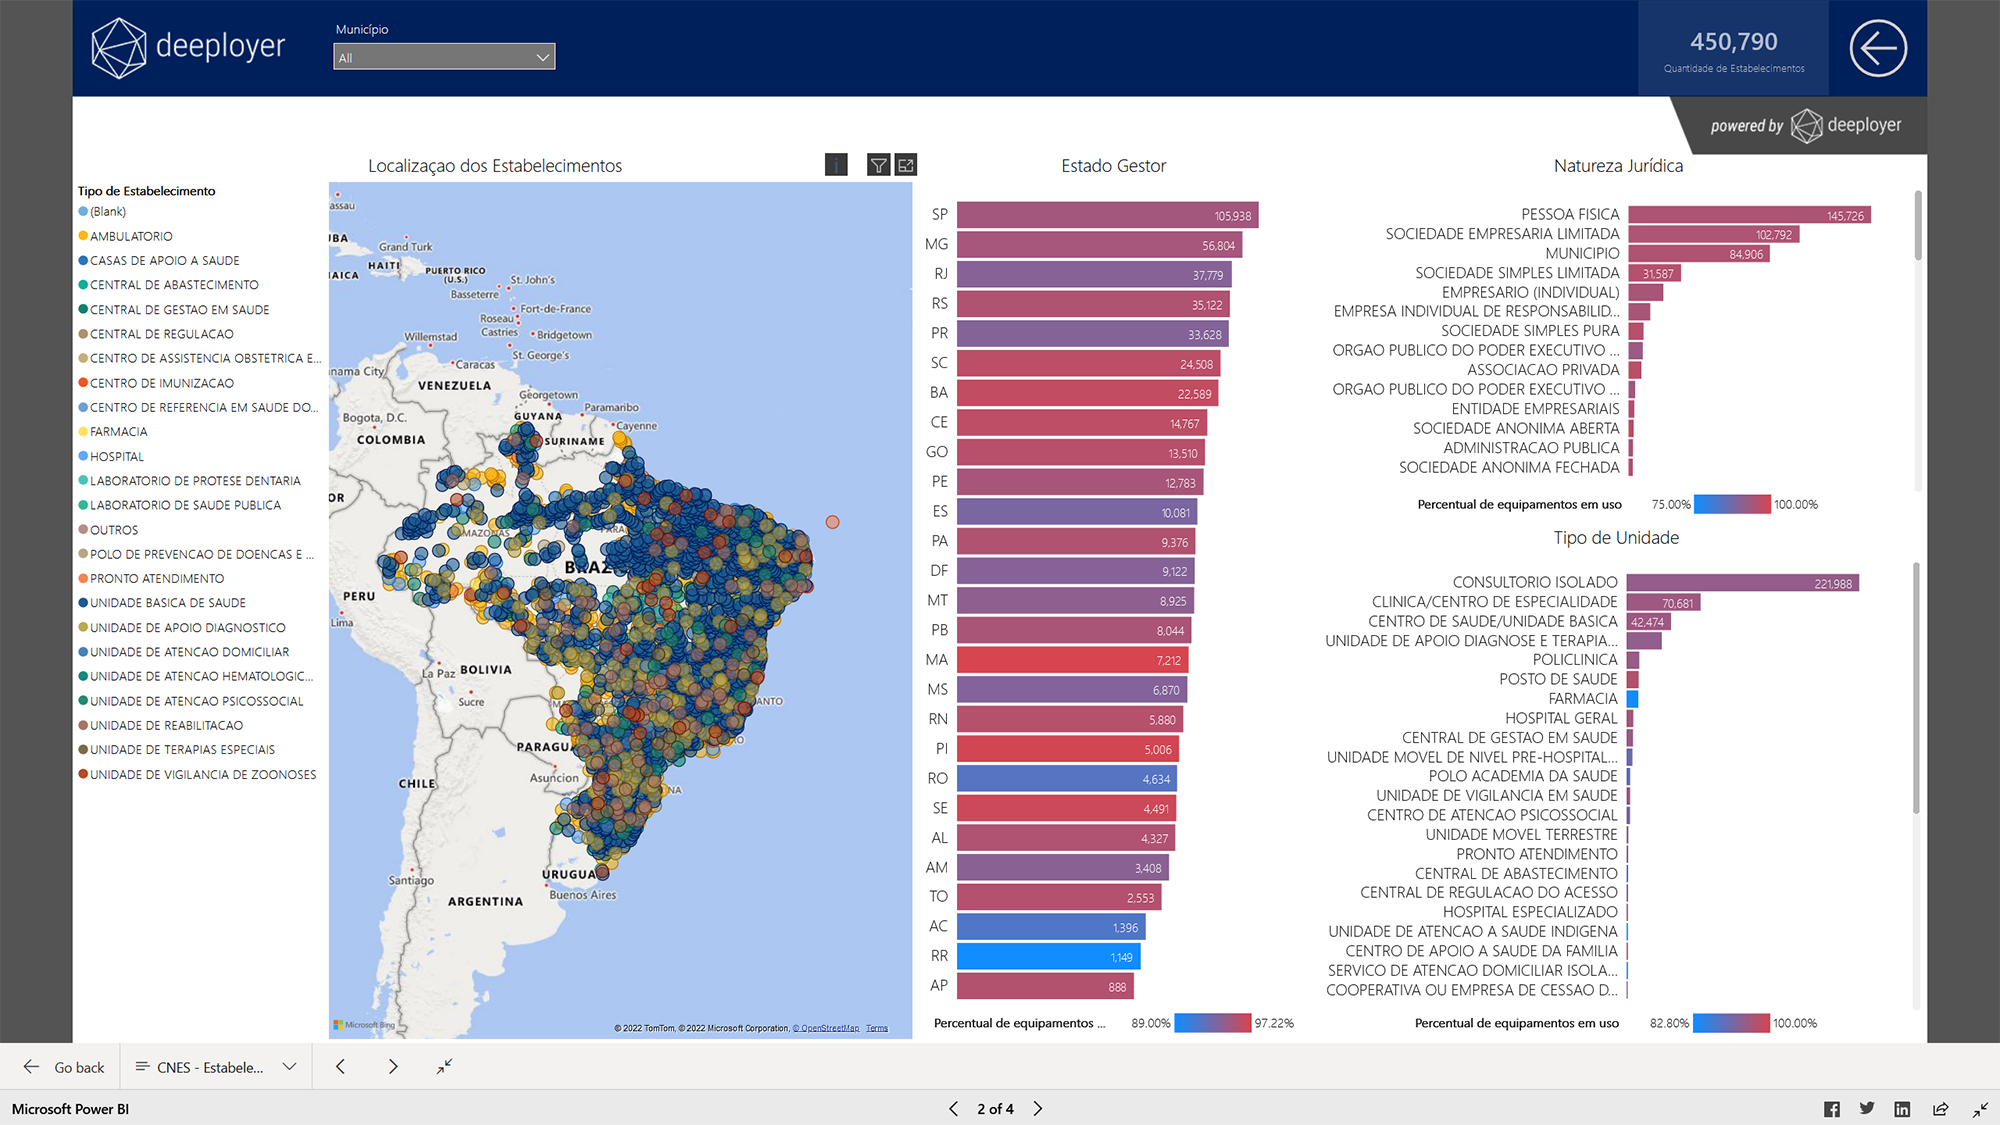 deeployer
Município
All
450,790
Quantidade de Estabelecimentos
powered by deeployer
Localizaçao dos Estabelecimentos
i
Tipo de Estabelecimento
(Blank)
AMBULATORIO
CASAS DE APOIO A SAUDE
CENTRAL DE ABASTECIMENTO
CENTRAL DE GESTAO EM SAUDE
CENTRAL DE REGULACAO
CENTRO DE ASSISTENCIA OBSTETRICA E...
CENTRO DE IMUNIZACAO
CENTRO DE REFERENCIA EM SAUDE DO...
FARMACIA
HOSPITAL
LABORATORIO DE PROTESE DENTARIA
LABORATORIO DE SAUDE PUBLICA
OUTROS
POLO DE PREVENCAO DE DOENCAS E ...
PRONTO ATENDIMENTO
UNIDADE BASICA DE SAUDE
UNIDADE DE APOIO DIAGNOSTICO
UNIDADE DE ATENCAO DOMICILIAR
UNIDADE DE ATENCAO HEMATOLOGIC...
UNIDADE DE ATENCAO PSICOSSOCIAL
UNIDADE DE REABILITACAO
UNIDADE DE TERAPIAS ESPECIAIS
UNIDADE DE VIGILANCIA DE ZOONOSES
assau
UBA
Grand Turk
HAITI
AICA
PUERTO RICO
(U.S.)
St. John's
Basseterre
Fort-de-France
Roseau
Castries
Bridgetown
Willemstad
St. George's
Caracas
nama City
VENEZUELA
Georgetown
Paramaribo
GUYANA
Bogota, D.C.
Cayenne
COLOMBIA
SURINAME
OR
AMAZONAS
PARA
BRAZ
PERU
Lima
BOLIVIA
La Paz
Sucre
ANTO
PARAGUA
Asuncion
CHILE
NA
URUGUA
Santiago
Buenos Aires
ARGENTINA
Microsoft Bing
© 2022 TomTom, © 2022 Microsoft Corporation, © OpenStreetMap Terms
Estado Gestor
SP 105,938
MG 56,804
RJ 37,779
RS 35,122
PR 33,628
SC 24,508
BA 22,589
CE 14,767
GO 13,510
PE 12,783
ES 10,081
PA 9,376
DF 9,122
MT 8,925
PB 8,044
MA 7,212
MS 6,870
RN 5,880
PI 5,006
RO 4,634
SE 4,491
AL 4,327
AM 3,408
TO 2,553
AC 1,396
RR 1,149
AP 888
Percentual de equipamentos ... 89.00% 97.22%
Natureza Jurídica
PESSOA FISICA 145,726
SOCIEDADE EMPRESARIA LIMITADA 102,792
MUNICIPIO 84,906
SOCIEDADE SIMPLES LIMITADA 31,587
EMPRESARIO (INDIVIDUAL)
EMPRESA INDIVIDUAL DE RESPONSABILID...
SOCIEDADE SIMPLES PURA
ORGAO PUBLICO DO PODER EXECUTIVO ...
ASSOCIACAO PRIVADA
ORGAO PUBLICO DO PODER EXECUTIVO ...
ENTIDADE EMPRESARIAIS
SOCIEDADE ANONIMA ABERTA
ADMINISTRACAO PUBLICA
SOCIEDADE ANONIMA FECHADA
Percentual de equipamentos em uso 75.00% 100.00%
Tipo de Unidade
CONSULTORIO ISOLADO 221,988
CLINICA/CENTRO DE ESPECIALIDADE 70,681
CENTRO DE SAUDE/UNIDADE BASICA 42,474
UNIDADE DE APOIO DIAGNOSE E TERAPIA...
POLICLINICA
POSTO DE SAUDE
FARMACIA
HOSPITAL GERAL
CENTRAL DE GESTAO EM SAUDE
UNIDADE MOVEL DE NIVEL PRE-HOSPITAL...
POLO ACADEMIA DA SAUDE
UNIDADE DE VIGILANCIA EM SAUDE
CENTRO DE ATENCAO PSICOSSOCIAL
UNIDADE MOVEL TERRESTRE
PRONTO ATENDIMENTO
CENTRAL DE ABASTECIMENTO
CENTRAL DE REGULACAO DO ACESSO
HOSPITAL ESPECIALIZADO
UNIDADE DE ATENCAO A SAUDE INDIGENA
CENTRO DE APOIO A SAUDE DA FAMILIA
SERVICO DE ATENCAO DOMICILIAR ISOLA...
COOPERATIVA OU EMPRESA DE CESSAO D...
Percentual de equipamentos em uso 82.80% 100.00%
Go back
CNES - Estabele...
Microsoft Power BI
2 of 4